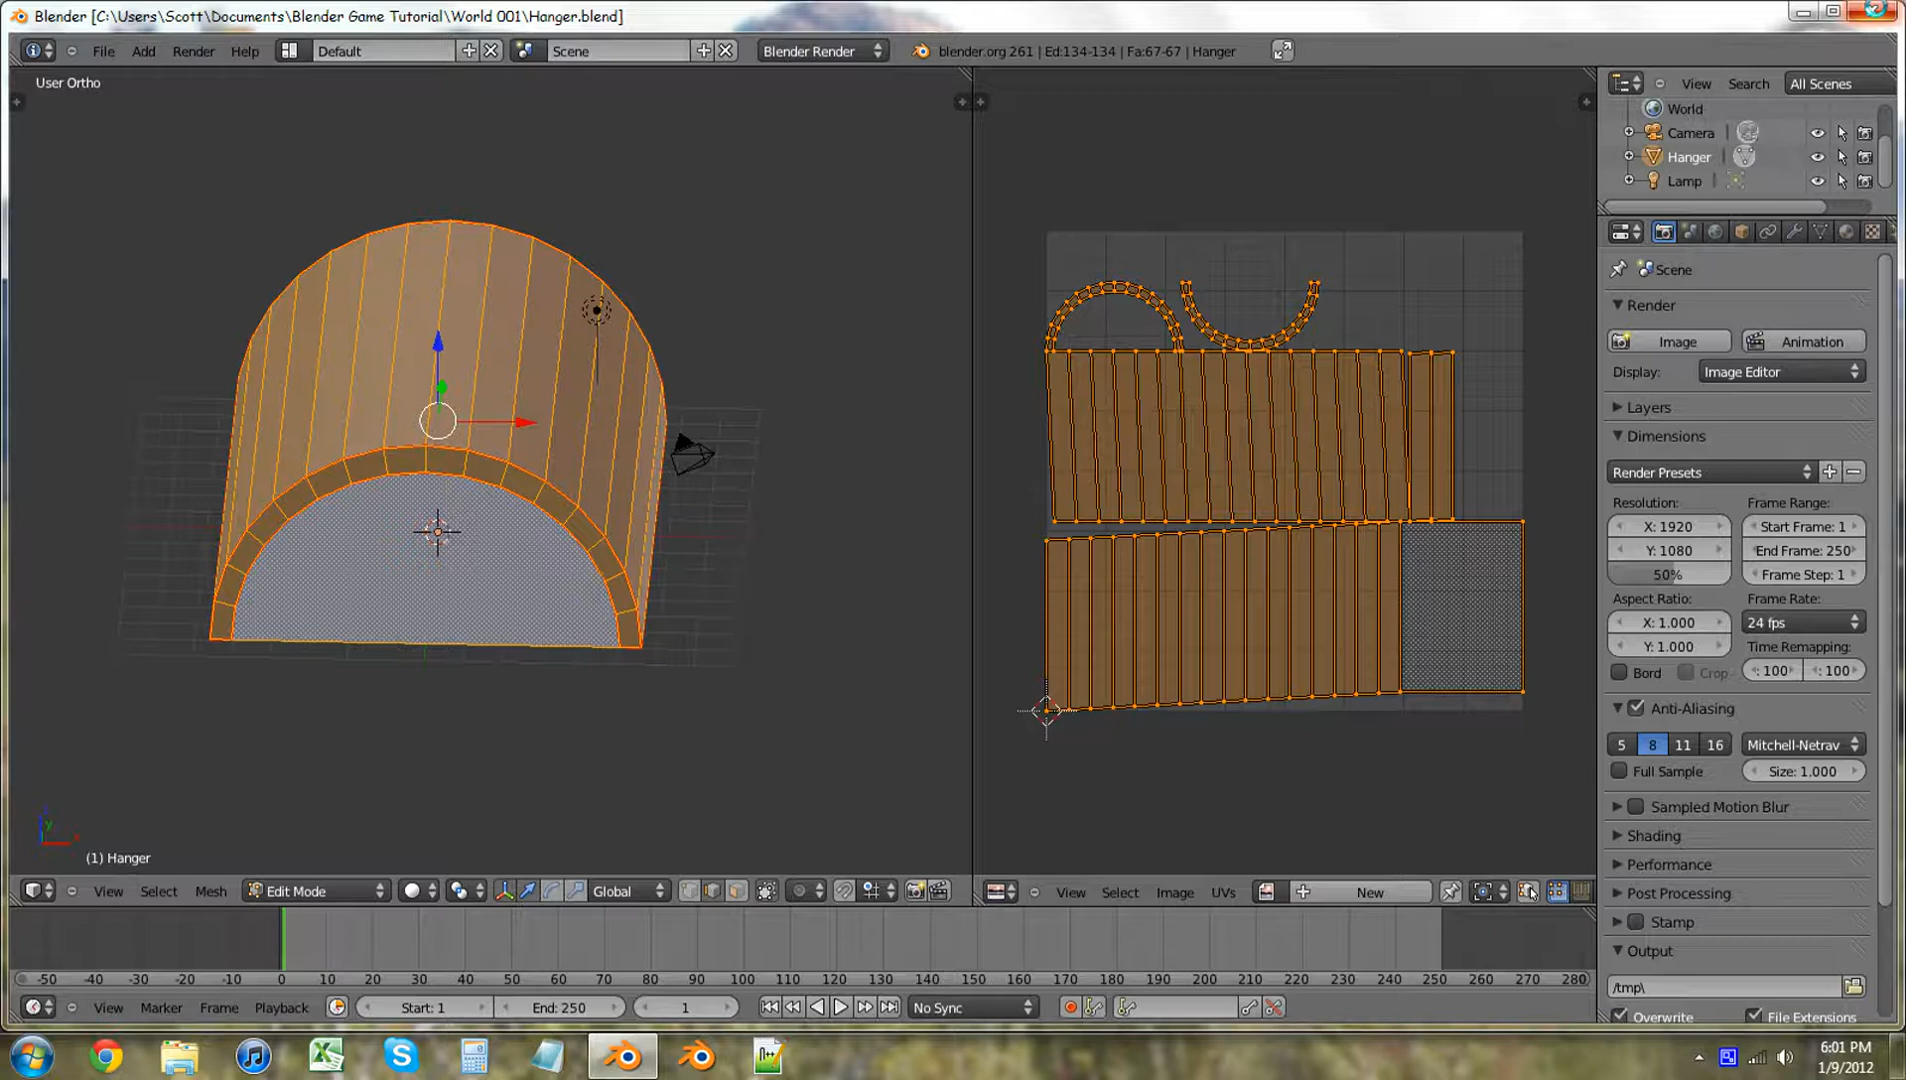 Blender [C:\Users\Scott\Documents\Blender Game Tutorial\World 001\Hanger.blend]
File Add Render Help Default Scene Blender Render blender.org 261 | Ed:134-134 | Fa:67-67 | Hanger
User Ortho
View Search All Scenes
World
Camera
Hanger
Lamp
Scene
Render
Image Animation
Display: Image Editor
Layers
Dimensions
Render Presets
Resolution: Frame Range:
X: 1920 Start Frame: 1
Y: 1080 End Frame: 250
50% Frame Step: 1
Aspect Ratio: Frame Rate:
X: 1.000 24 fps
Y: 1.000 Time Remapping:
Bord Crop : 100 : 100
Anti-Aliasing
5 8 11 16 Mitchell-Netrav
Full Sample Size: 1.000
Sampled Motion Blur
Shading
Performance
Post Processing
Stamp
Output
/tmp\
Overwrite File Extensions
y x
(1) Hanger
View Select Mesh Edit Mode Global
View Select Image UVs New
-50 -40 -30 -20 -10 0 10 20 30 40 50 60 70 80 90 100 110 120 130 140 150 160 170 180 190 200 210 220 230 240 250 260 270 280
View Marker Frame Playback Start: 1 End: 250 1 No Sync
6:01 PM
1/9/2012